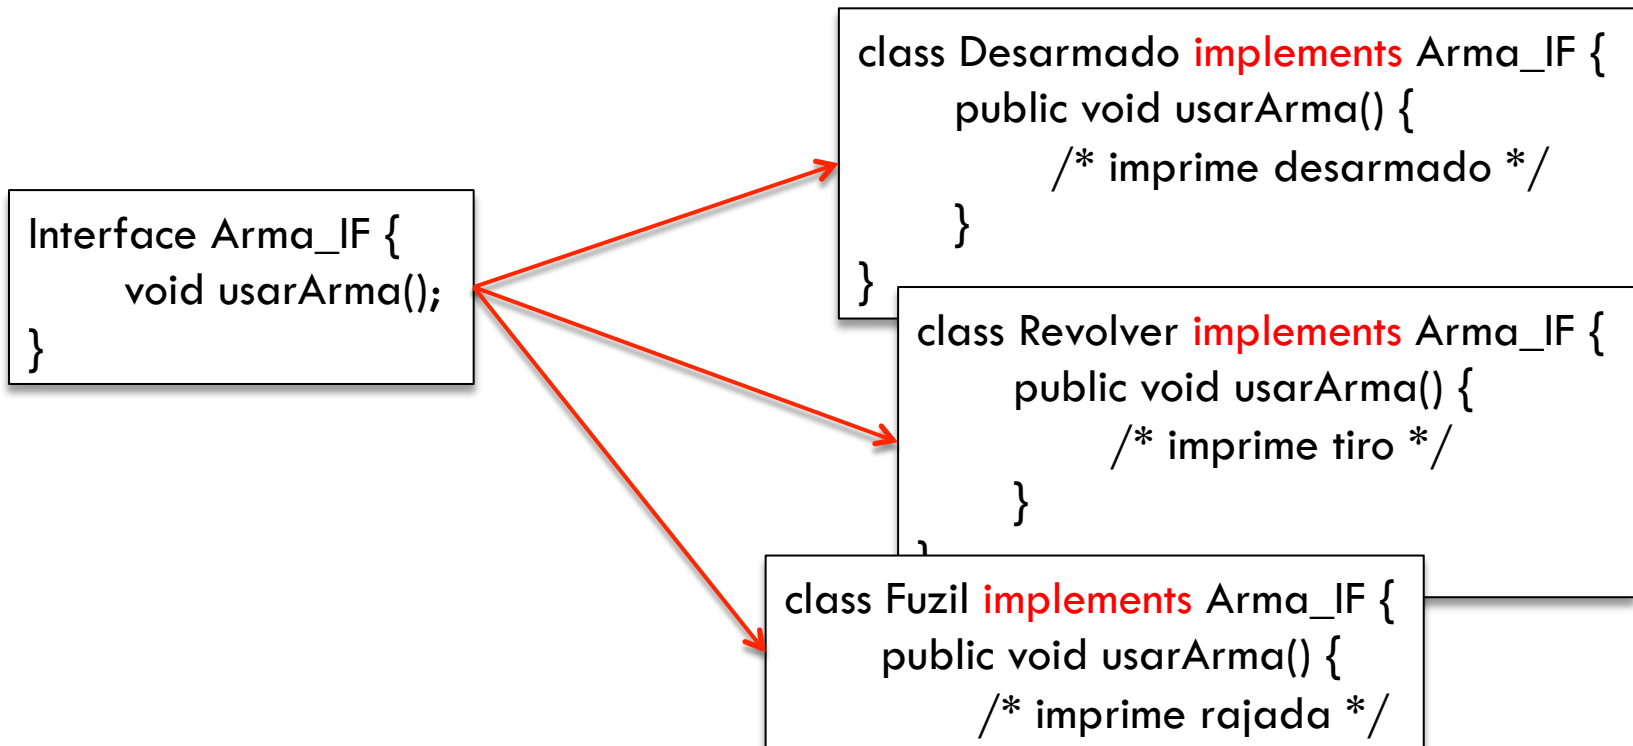 Interface Arma_IF {
void usarArma();
}
class Desarmado implements Arma_IF {
public void usarArma() {
/* imprime desarmado */
}
}
class Revolver implements Arma_IF {
public void usarArma() {
/* imprime tiro */
}
}
class Fuzil implements Arma_IF {
public void usarArma() {
/* imprime rajada */